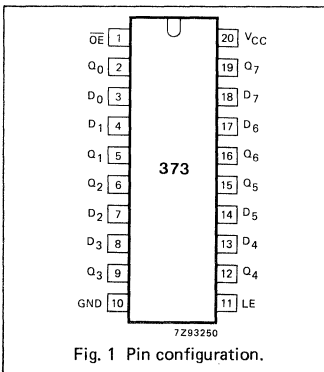 OE 1 20 VCC
Q0 2 19 Q7
D0 3 18 D7
D1 4 17 D6
Q1 5 16 Q6
373
Q2 6 15 Q5
D2 7 14 D5
D3 8 13 D4
Q3 9 12 Q4
GND 10 11 LE
7Z93250
Fig. 1 Pin configuration.